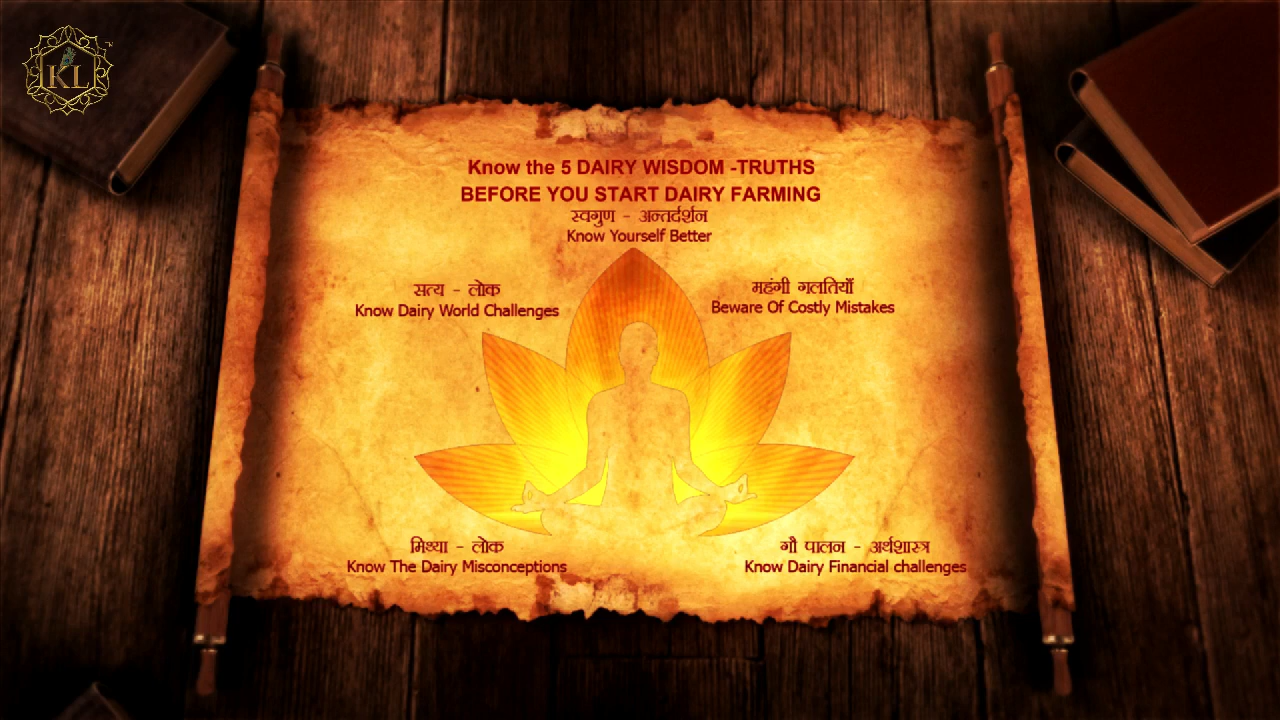 KL
Know the 5 DAIRY WISDOM -TRUTHS
BEFORE YOU START DAIRY FARMING
स्वगुण - अन्तर्दर्शन
Know Yourself Better
सत्य - लोक
Know Dairy World Challenges
महंगी गलतियाँ
Beware Of Costly Mistakes
मिथ्या - लोक
Know The Dairy Misconceptions
गौ पालन - अर्थशास्त्र
Know Dairy Financial challenges